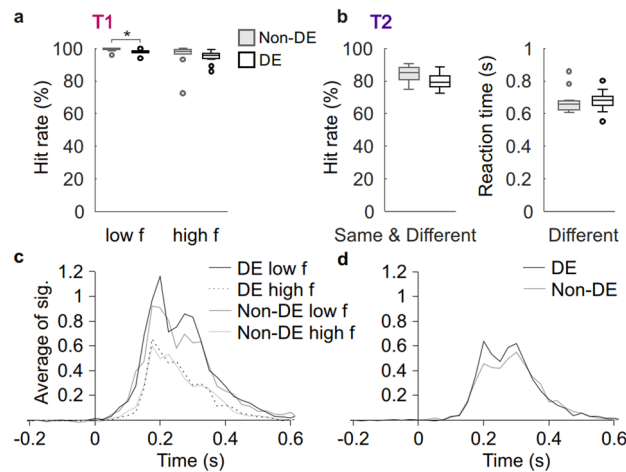 a
T1
Hit rate (%)
100
80
60
40
20
0
*
low f
high f
Non-DE
DE
b
T2
Hit rate (%)
100
80
60
40
20
0
Same & Different
Reaction time (s)
1
0.8
0.6
0.4
0.2
0
Different
c
Average of sig.
1.2
1
0.8
0.6
0.4
0.2
-0.2
0
0.2
0.4
0.6
Time (s)
DE low f
DE high f
Non-DE low f
Non-DE high f
d
1.2
1
0.8
0.6
0.4
0.2
-0.2
0
0.2
0.4
0.6
Time (s)
DE
Non-DE